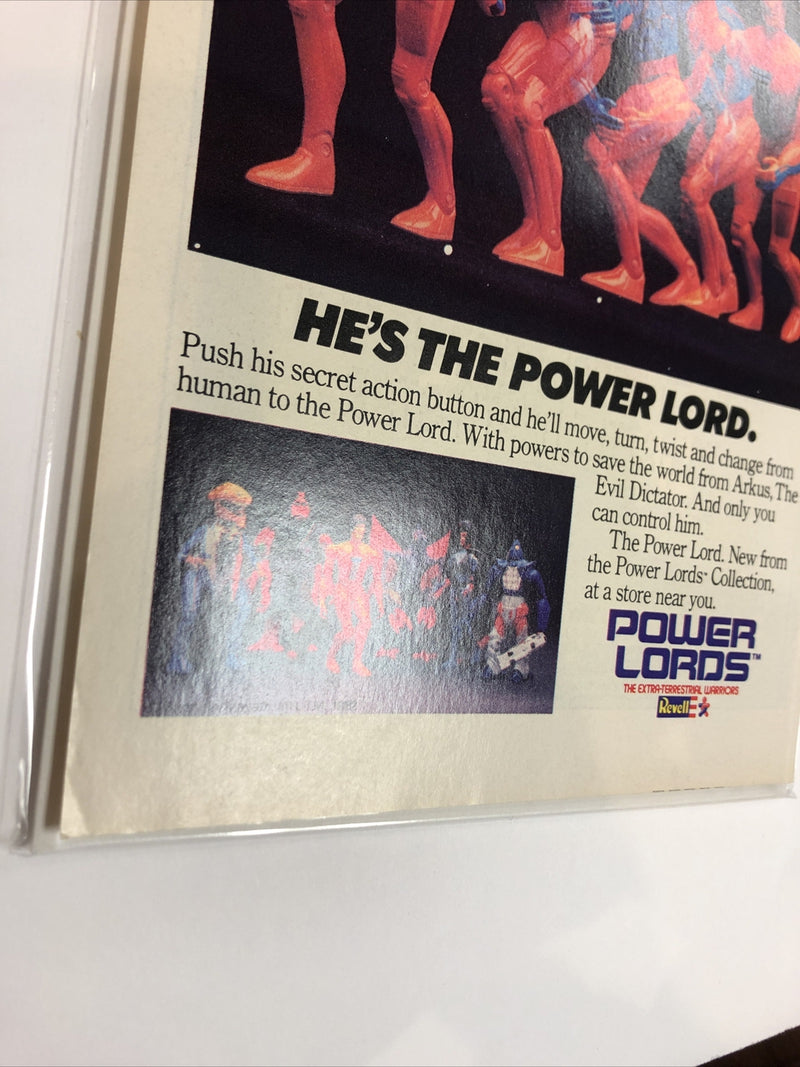 HE'S THE POWER LORD.
Push his secret action button and he'll move, turn, twist and change from
human to the Power Lord. With powers to save the world from Arkus, The
Evil Dictator. And only you
can control him.
The Power Lord. New from
the Power Lords™ Collection,
at a store near you.
POWER
LORDS™
THE EXTRA-TERRESTRIAL WARRIORS
Revell